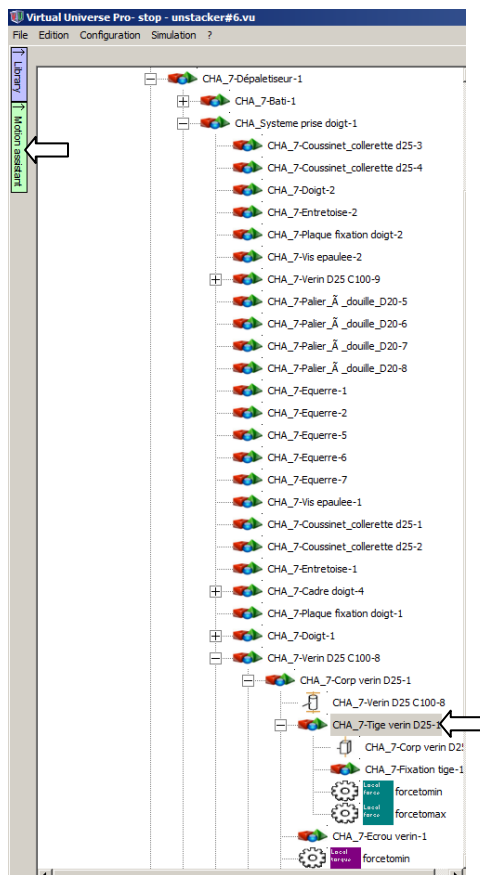 Virtual Universe Pro- stop - unstacker#6.vu
File Edition Configuration Simulation ?
Library
Motion assistant
CHA_7-Dépaletiseur-1
CHA_7-Bati-1
CHA_Systeme prise doigt-1
CHA_7-Coussinet_collerette d25-3
CHA_7-Coussinet_collerette d25-4
CHA_7-Doigt-2
CHA_7-Entretoise-2
CHA_7-Plaque fixation doigt-2
CHA_7-Vis epaulee-2
CHA_7-Verin D25 C100-9
CHA_7-Palier_Ã _douille_D20-5
CHA_7-Palier_Ã _douille_D20-6
CHA_7-Palier_Ã _douille_D20-7
CHA_7-Palier_Ã _douille_D20-8
CHA_7-Equerre-1
CHA_7-Equerre-2
CHA_7-Equerre-5
CHA_7-Equerre-6
CHA_7-Equerre-7
CHA_7-Vis epaulee-1
CHA_7-Coussinet_collerette d25-1
CHA_7-Coussinet_collerette d25-2
CHA_7-Entretoise-1
CHA_7-Cadre doigt-4
CHA_7-Plaque fixation doigt-1
CHA_7-Doigt-1
CHA_7-Verin D25 C100-8
CHA_7-Corp verin D25-1
CHA_7-Verin D25 C100-8
CHA_7-Tige verin D25-1
CHA_7-Corp verin D2
CHA_7-Fixation tige-1
Local force forcetomin
Local force forcetomax
CHA_7-Ecrou verin-1
Local torque forcetomin